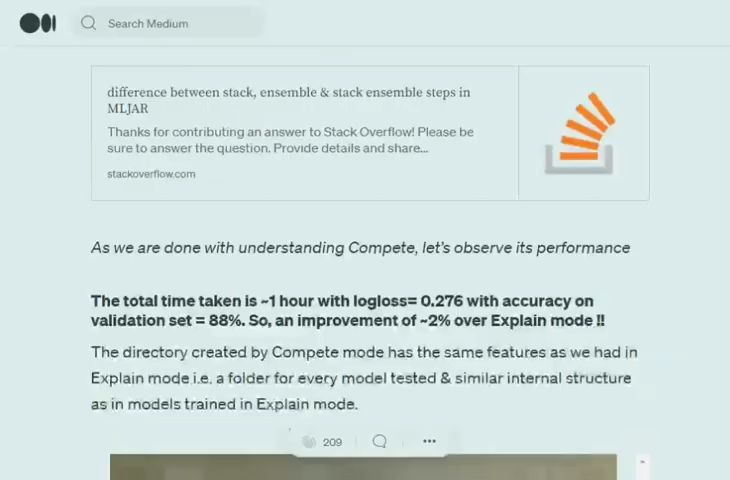 Search Medium
difference between stack, ensemble & stack ensemble steps in
MLJAR
Thanks for contributing an answer to Stack Overflow! Please be
sure to answer the question. Provide details and share...
stackoverflow.com
As we are done with understanding Compete, let's observe its performance
The total time taken is ~1 hour with logloss= 0.276 with accuracy on
validation set = 88%. So, an improvement of ~2% over Explain mode !!
The directory created by Compete mode has the same features as we had in
Explain mode i.e. a folder for every model tested & similar internal structure
as in models trained in Explain mode.
209